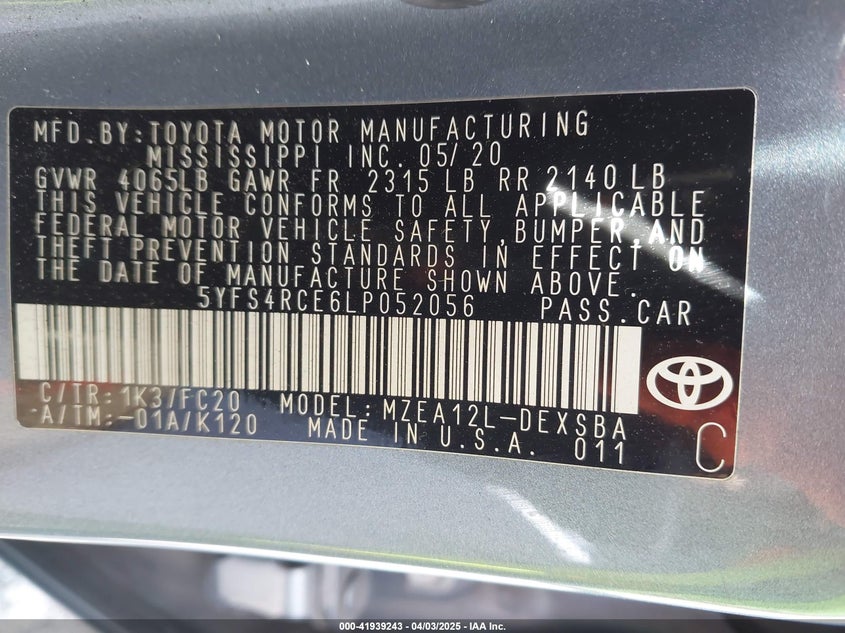 MFD.BY:TOYOTA MOTOR MANUFACTURING
MISSISSIPPI INC. 05/20
GVWR 4065LB GAWR FR 2315 LB RR 2140 LB
THIS VEHICLE CONFORMS TO ALL APPLICABLE
FEDERAL MOTOR VEHICLE SAFETY,BUMPER,AND
THEFT PREVENTION STANDARDS IN EFFECT ON
THE DATE OF MANUFACTURE SHOWN ABOVE.
5YFS4RCE6LP052056 PASS.CAR
C/TR:1K3/FC20 MODEL:MZEA12L-DEXSBA
A/TM:-01A/K120 MADE IN U.S.A. 011 C
000-41939243 - 04/03/2025 - IAA Inc.